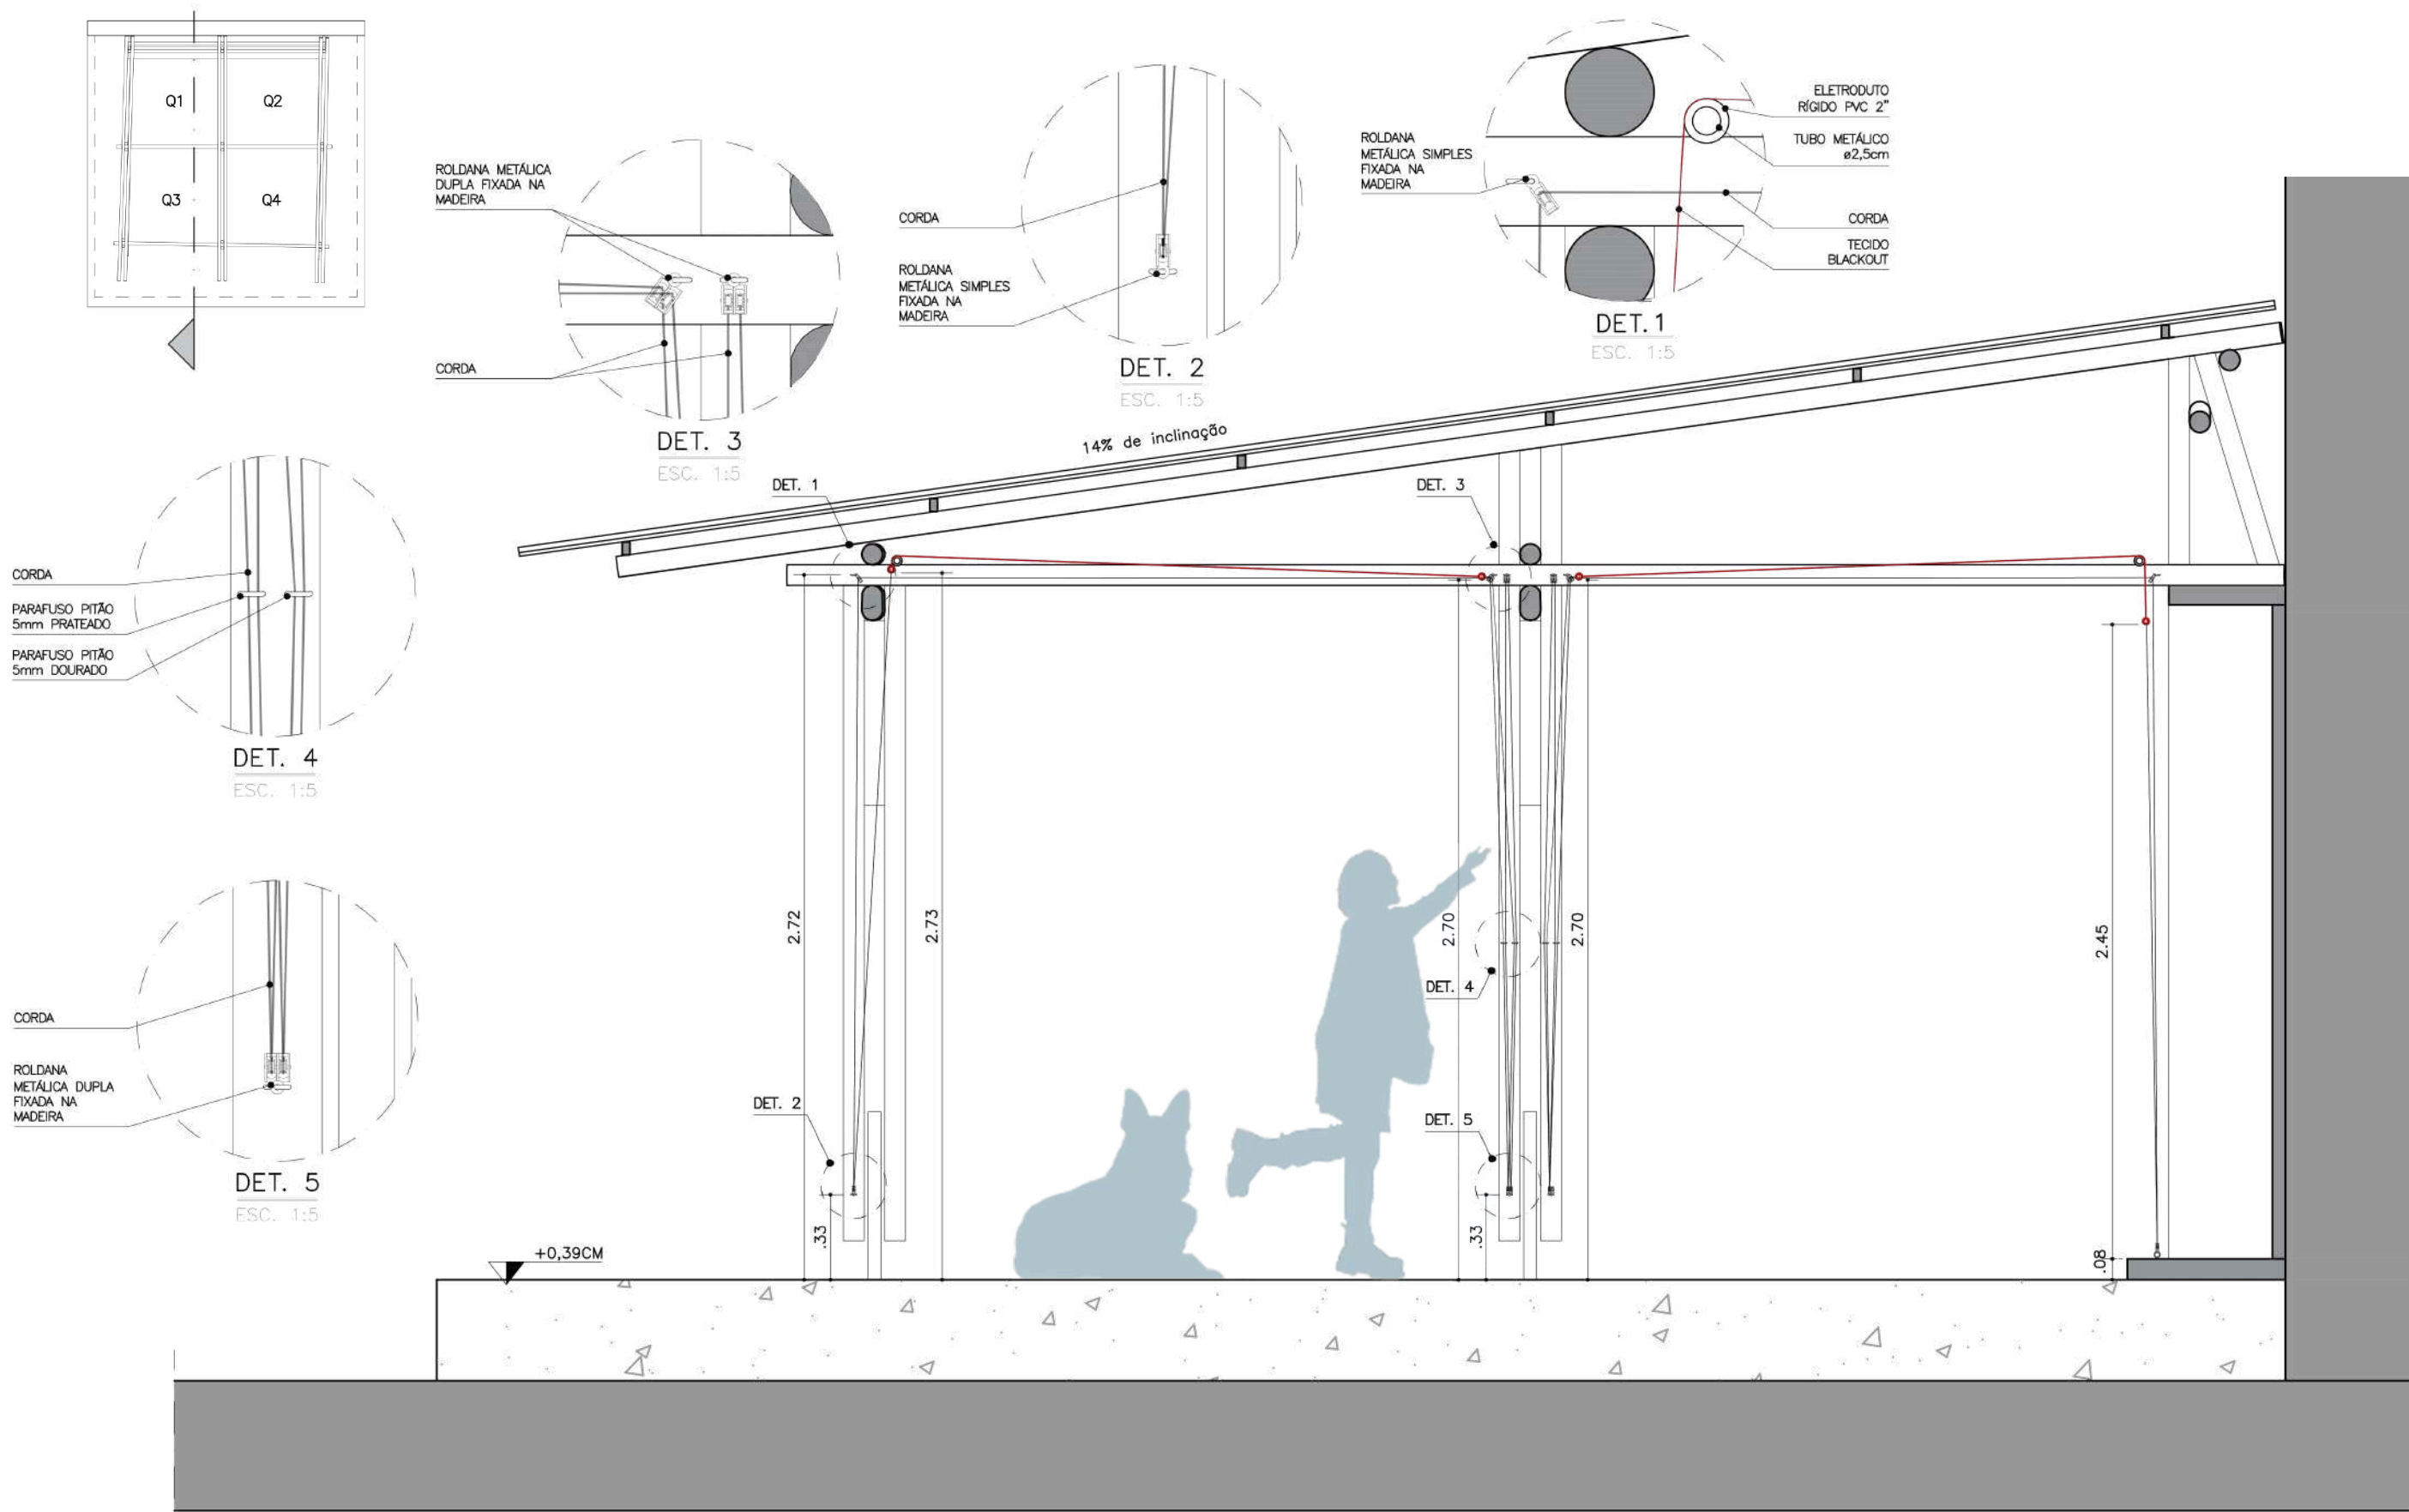 Q1
Q2
Q3
Q4
ROLDANA METÁLICA
DUPLA FIXADA NA
MADEIRA
CORDA
DET. 3
ESC. 1:5
CORDA
ROLDANA
METÁLICA SIMPLES
FIXADA NA
MADEIRA
DET. 2
ESC. 1:5
ROLDANA
METÁLICA SIMPLES
FIXADA NA
MADEIRA
ELETRODUTO
RÍGIDO PVC 2"
TUBO METÁLICO
ø2,5cm
CORDA
TECIDO
BLACKOUT
DET.1
ESC. 1:5
CORDA
PARAFUSO PITÃO
5mm PRATEADO
PARAFUSO PITÃO
5mm DOURADO
DET. 4
ESC. 1:5
CORDA
ROLDANA
METÁLICA DUPLA
FIXADA NA
MADEIRA
DET. 5
ESC. 1:5
14% de inclinação
DET. 1
DET. 3
2.72
2.73
2.70
2.70
2.45
DET. 4
DET. 2
DET. 5
.33
.33
.08
+0,39CM